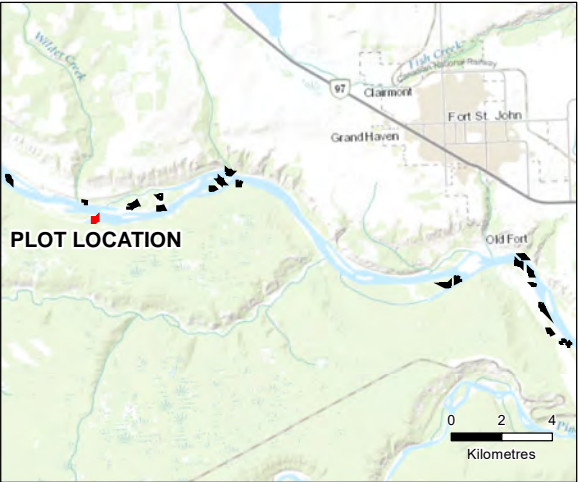 Wilder Creek
Fish Creek
Canadian National Railway
97
Clairmont
Fort St. John
Grand Haven
PLOT LOCATION
Old Fort
0 2 4
Kilometres